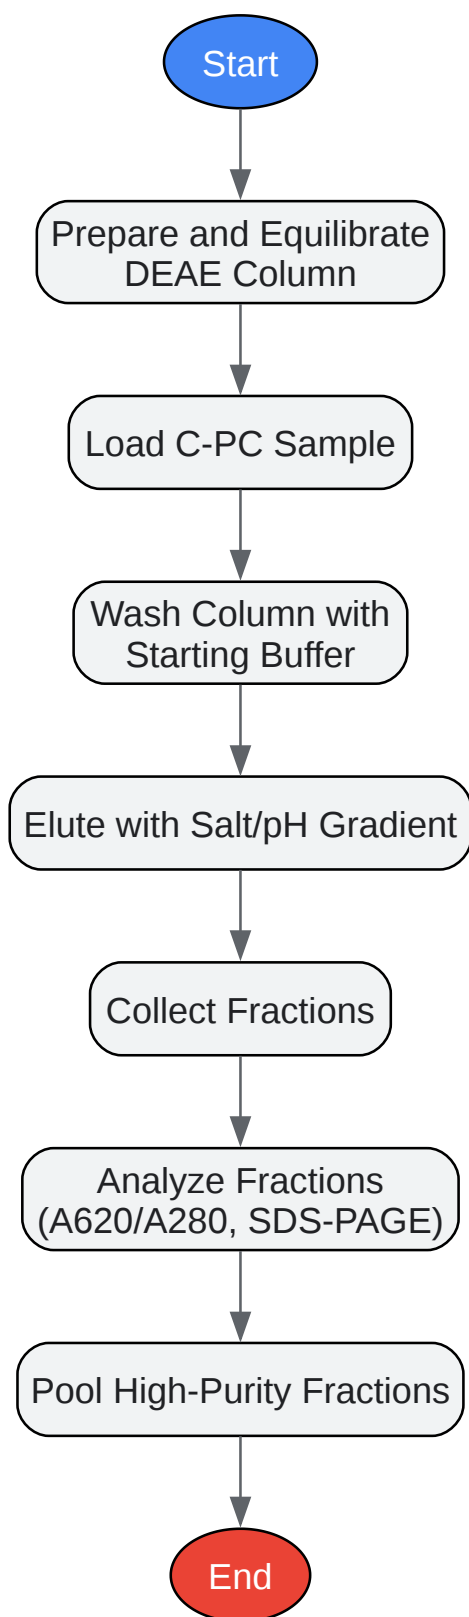 Start
Prepare and Equilibrate
DEAE Column
Load C-PC Sample
Wash Column with
Starting Buffer
Elute with Salt/pH Gradient
Collect Fractions
Analyze Fractions
(A620/A280, SDS-PAGE)
Pool High-Purity Fractions
End